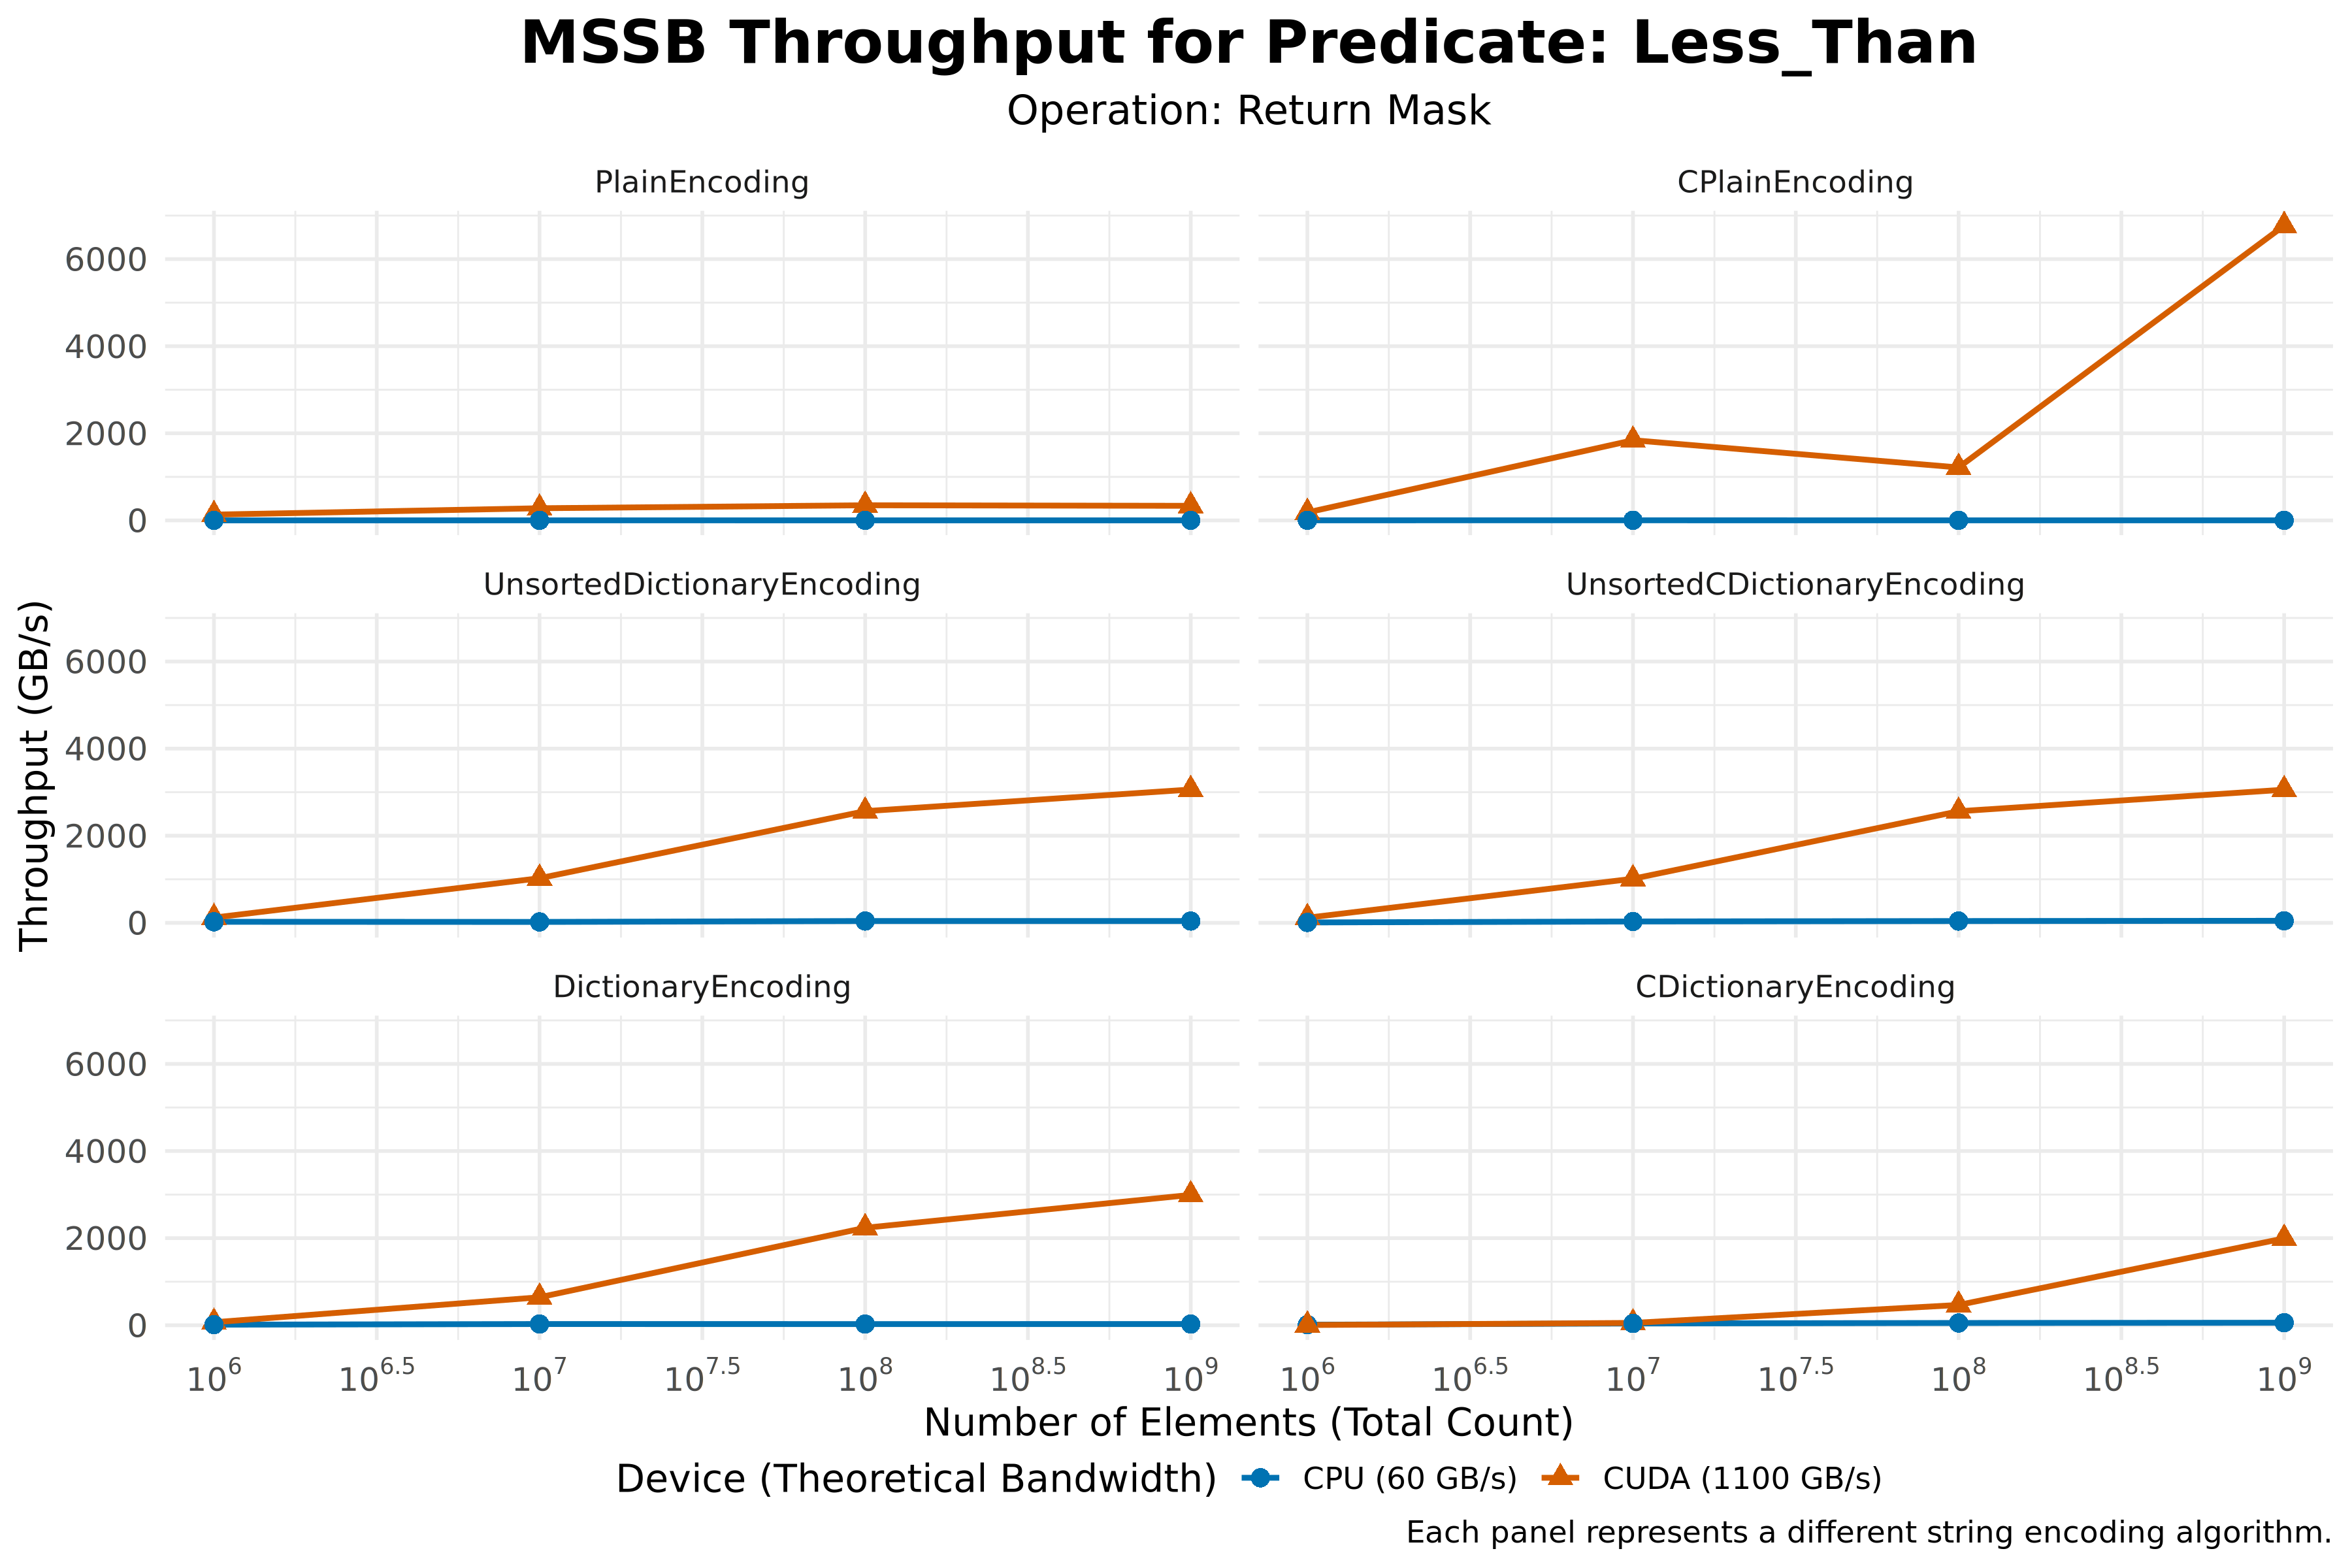 MSSB Throughput for Predicate: Less_Than
Operation: Return Mask
PlainEncoding
CPlainEncoding
6000
4000
2000
0
UnsortedDictionaryEncoding
UnsortedCDictionaryEncoding
6000
4000
2000
0
Throughput (GB/s)
DictionaryEncoding
CDictionaryEncoding
6000
4000
2000
0
10^6 10^6.5 10^7 10^7.5 10^8 10^8.5 10^9
10^6 10^6.5 10^7 10^7.5 10^8 10^8.5 10^9
Number of Elements (Total Count)
Device (Theoretical Bandwidth) CPU (60 GB/s) CUDA (1100 GB/s)
Each panel represents a different string encoding algorithm.